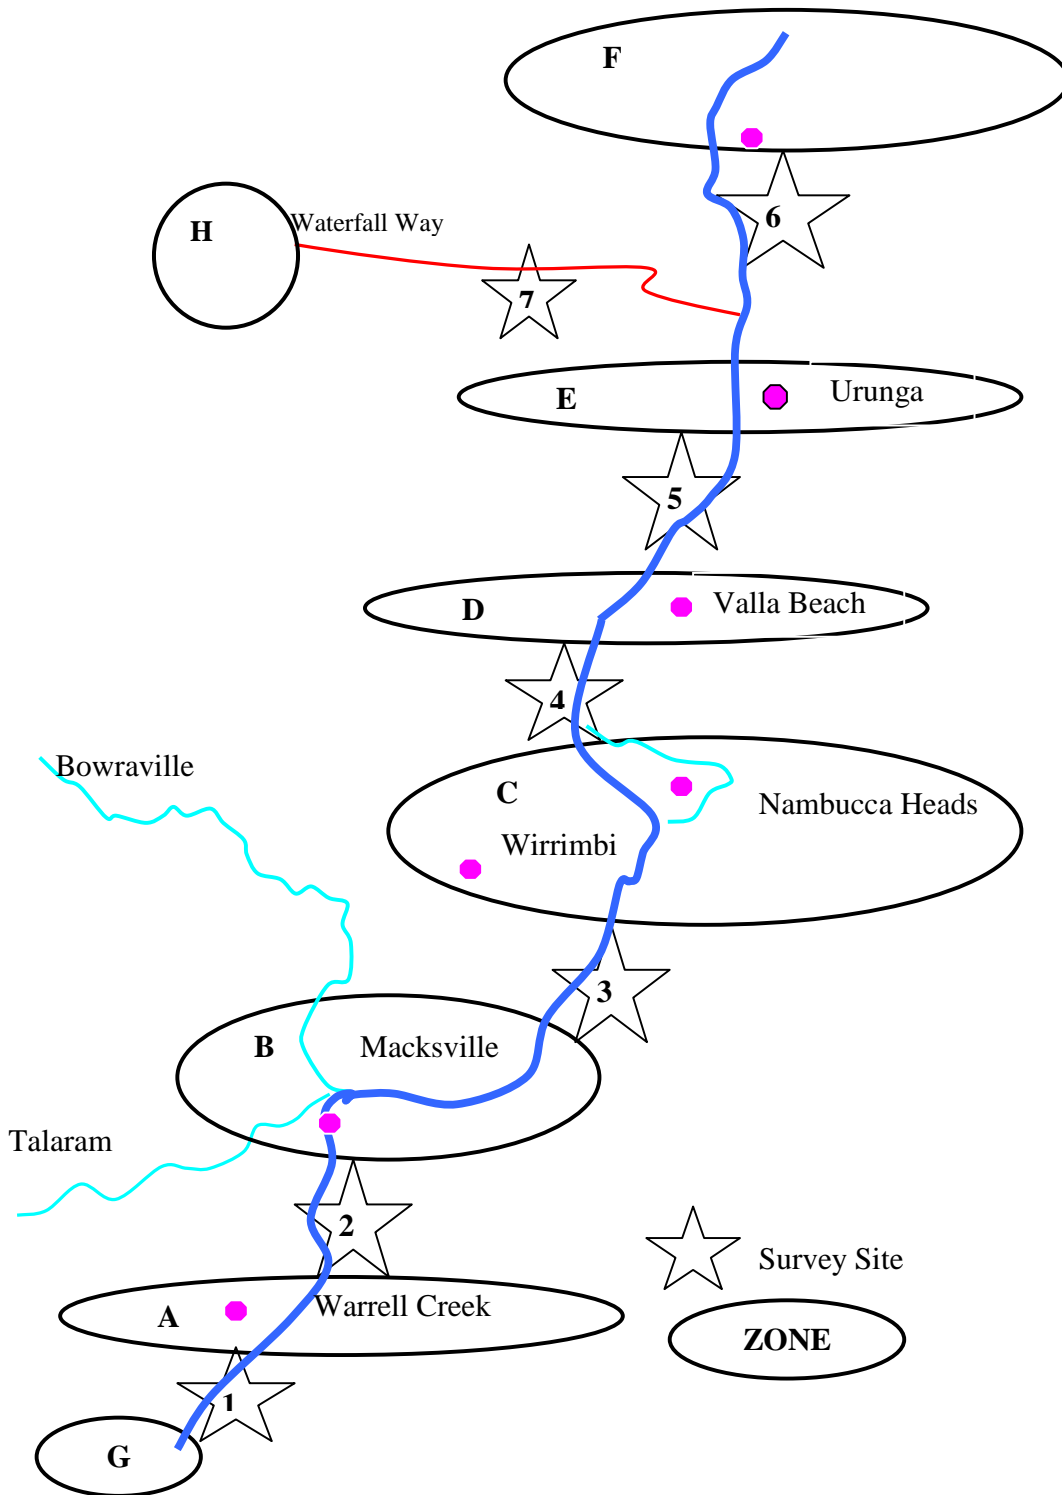 F
6
H
Waterfall Way
7
E
Urunga
5
D
Valla Beach
4
Bowraville
C
Nambucca Heads
Wirrimbi
3
B
Macksville
Talaram
2
Survey Site
A
Warrell Creek
ZONE
1
G